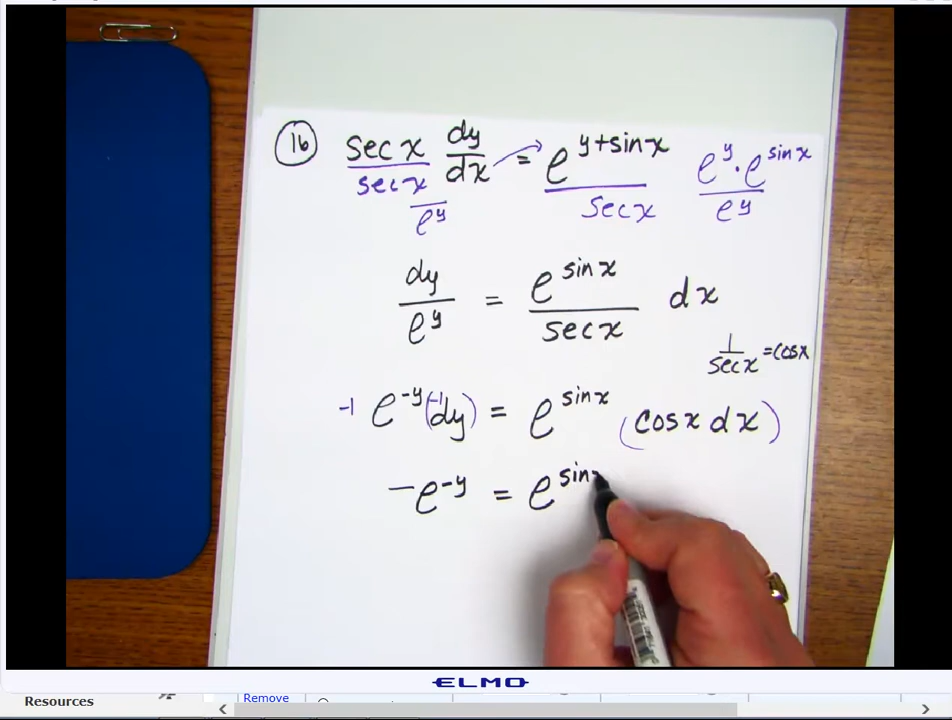 16 sec x dy/dx = e^(y+sin x) e^y · e^(sin x)
sec x e^y sec x e^y
dy/e^y = e^(sin x)/sec x dx
1/sec x = cos x
-1 e^(-y) (-1 dy) = e^(sin x) (cos x dx)
-e^(-y) = e^(sin x)
ELMO
Resources Remove